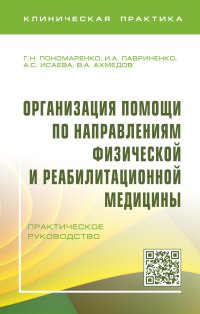 КЛИНИЧЕСКАЯ ПРАКТИКА
Г.Н. ПОНОМАРЕНКО, И.А. ЛАВРИНЕНКО,
А.С. ИСАЕВА, В.А. АХМЕДОВ
ОРГАНИЗАЦИЯ ПОМОЩИ
ПО НАПРАВЛЕНИЯМ
ФИЗИЧЕСКОЙ
И РЕАБИЛИТАЦИОННОЙ
МЕДИЦИНЫ
ПРАКТИЧЕСКОЕ
РУКОВОДСТВО